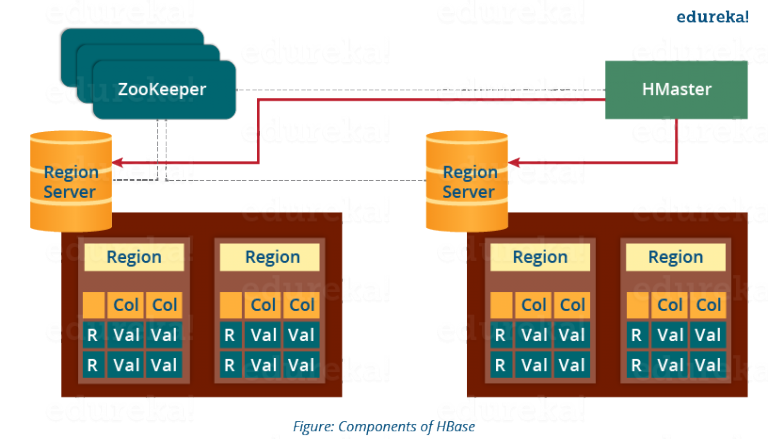 edureka!
ZooKeeper
HMaster
Region
Server
Region
Server
Region
Region
Region
Region
Col Col
Col Col
Col Col
Col Col
R Val Val
R Val Val
R Val Val
R Val Val
R Val Val
R Val Val
R Val Val
R Val Val
Figure: Components of HBase